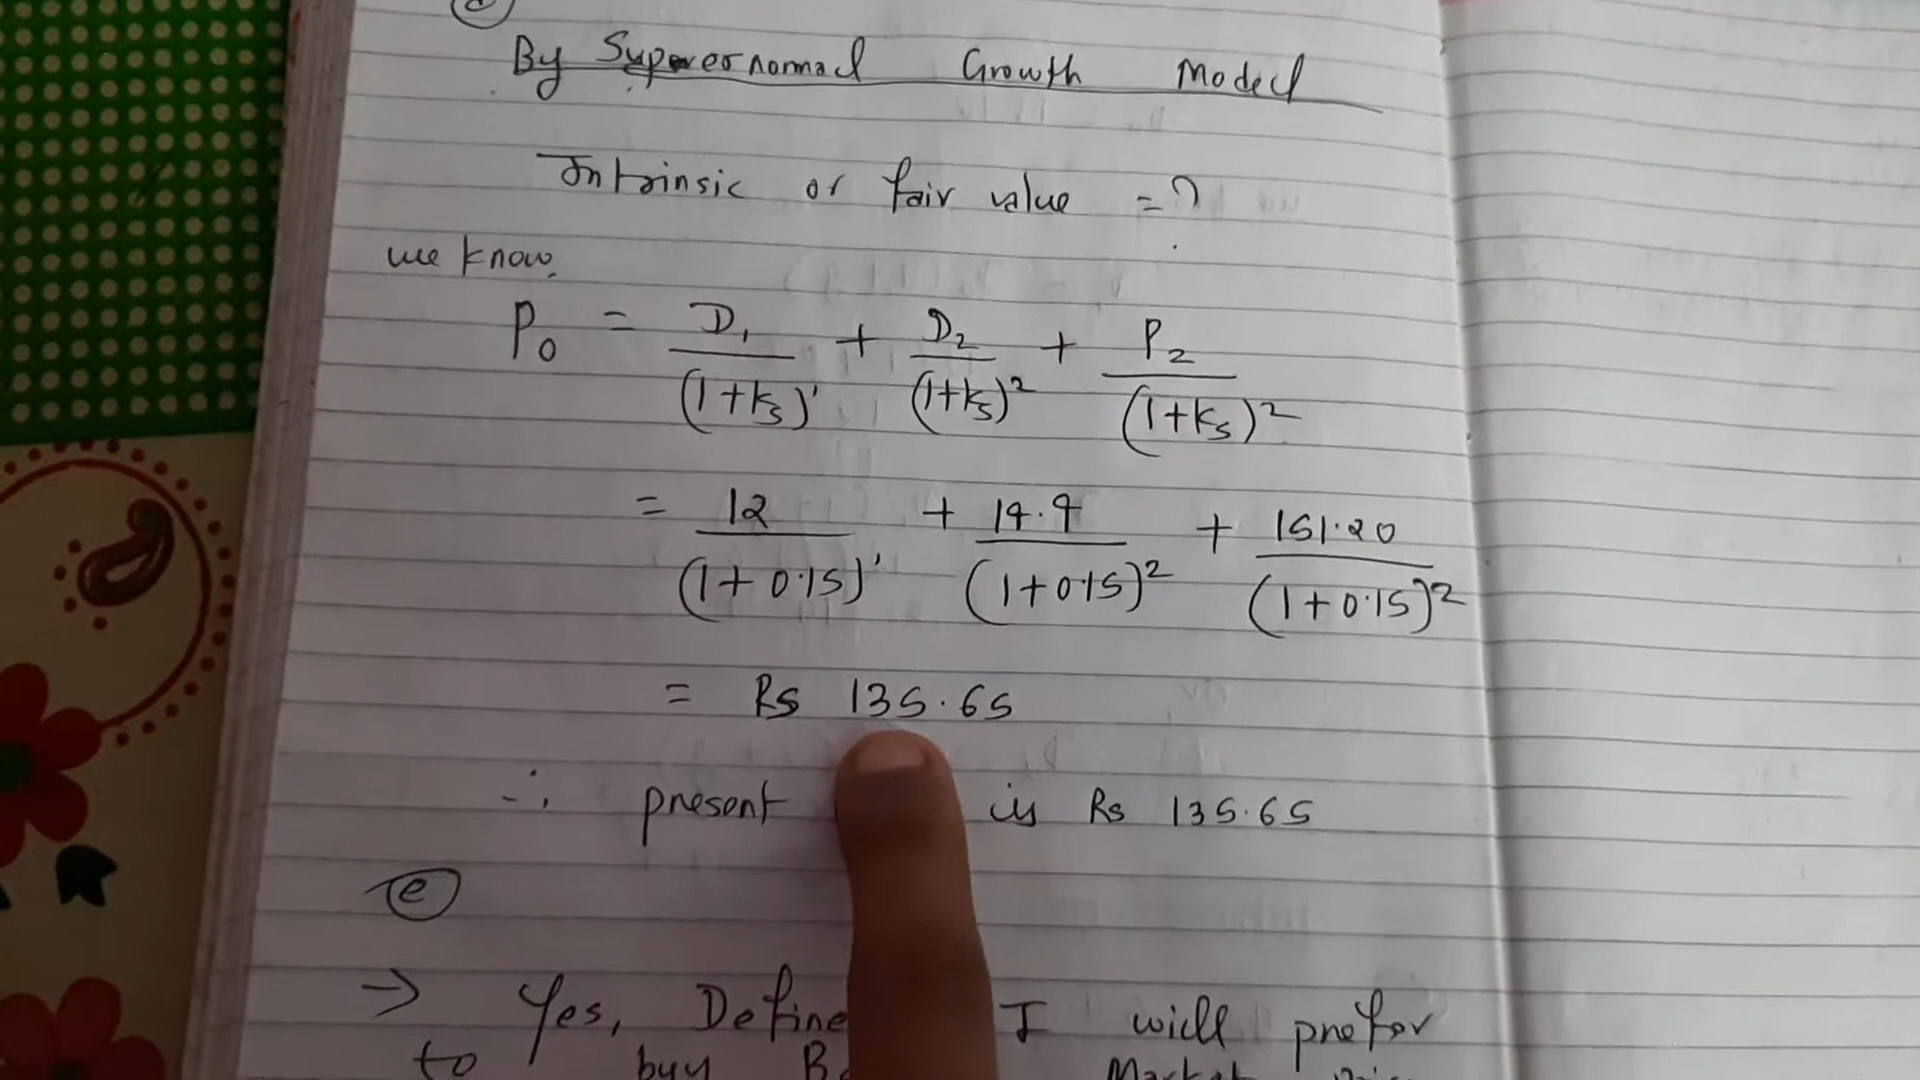 By Supernormal Growth Model
Intrinsic or fair value = ?
we know,
P₀ = D₁/(1+ks)¹ + D₂/(1+ks)² + P₂/(1+ks)²
= 12/(1+0.15)¹ + 14.4/(1+0.15)² + 151.20/(1+0.15)²
= Rs 135.65
∴ present is Rs 135.65
(e)
→ Yes, Define I will prefer
to buy